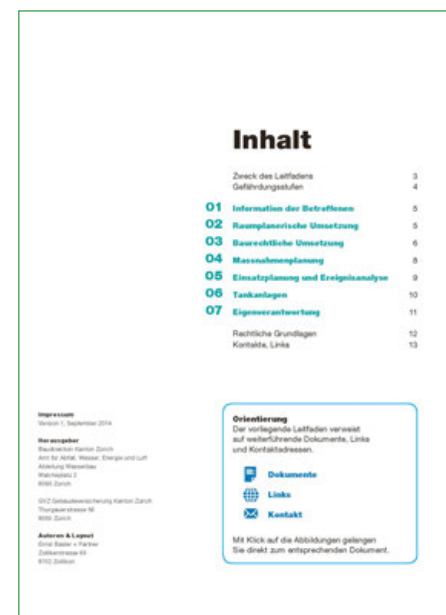 Inhalt
Zweck des Leitfadens 3
Gefährdungsstufen 4
01 Information der Betroffenen 5
02 Raumplanerische Umsetzung 5
03 Baurechtliche Umsetzung 6
04 Massnahmenplanung 8
05 Einsatzplanung und Ereignisanalyse 9
06 Tankanlagen 10
07 Eigenverantwortung 11
Rechtliche Grundlagen 12
Kontakte, Links 13
Impressum
Version 1, September 2014
Herausgeber
Baudirektion Kanton Zürich
Amt für Abfall, Wasser, Energie und Luft
Abteilung Wasserbau
Walcheplatz 2
8090 Zürich
GVZ Gebäudeversicherung Kanton Zürich
Thurgauerstrasse 56
8050 Zürich
Autoren & Layout
Ernst Basler + Partner
Zollikerstrasse 65
8702 Zollikon
Orientierung
Der vorliegende Leitfaden verweist
auf weiterführende Dokumente, Links
und Kontaktadressen.
Dokumente
Links
Kontakt
Mit Klick auf die Abbildungen gelangen
Sie direkt zum entsprechenden Dokument.